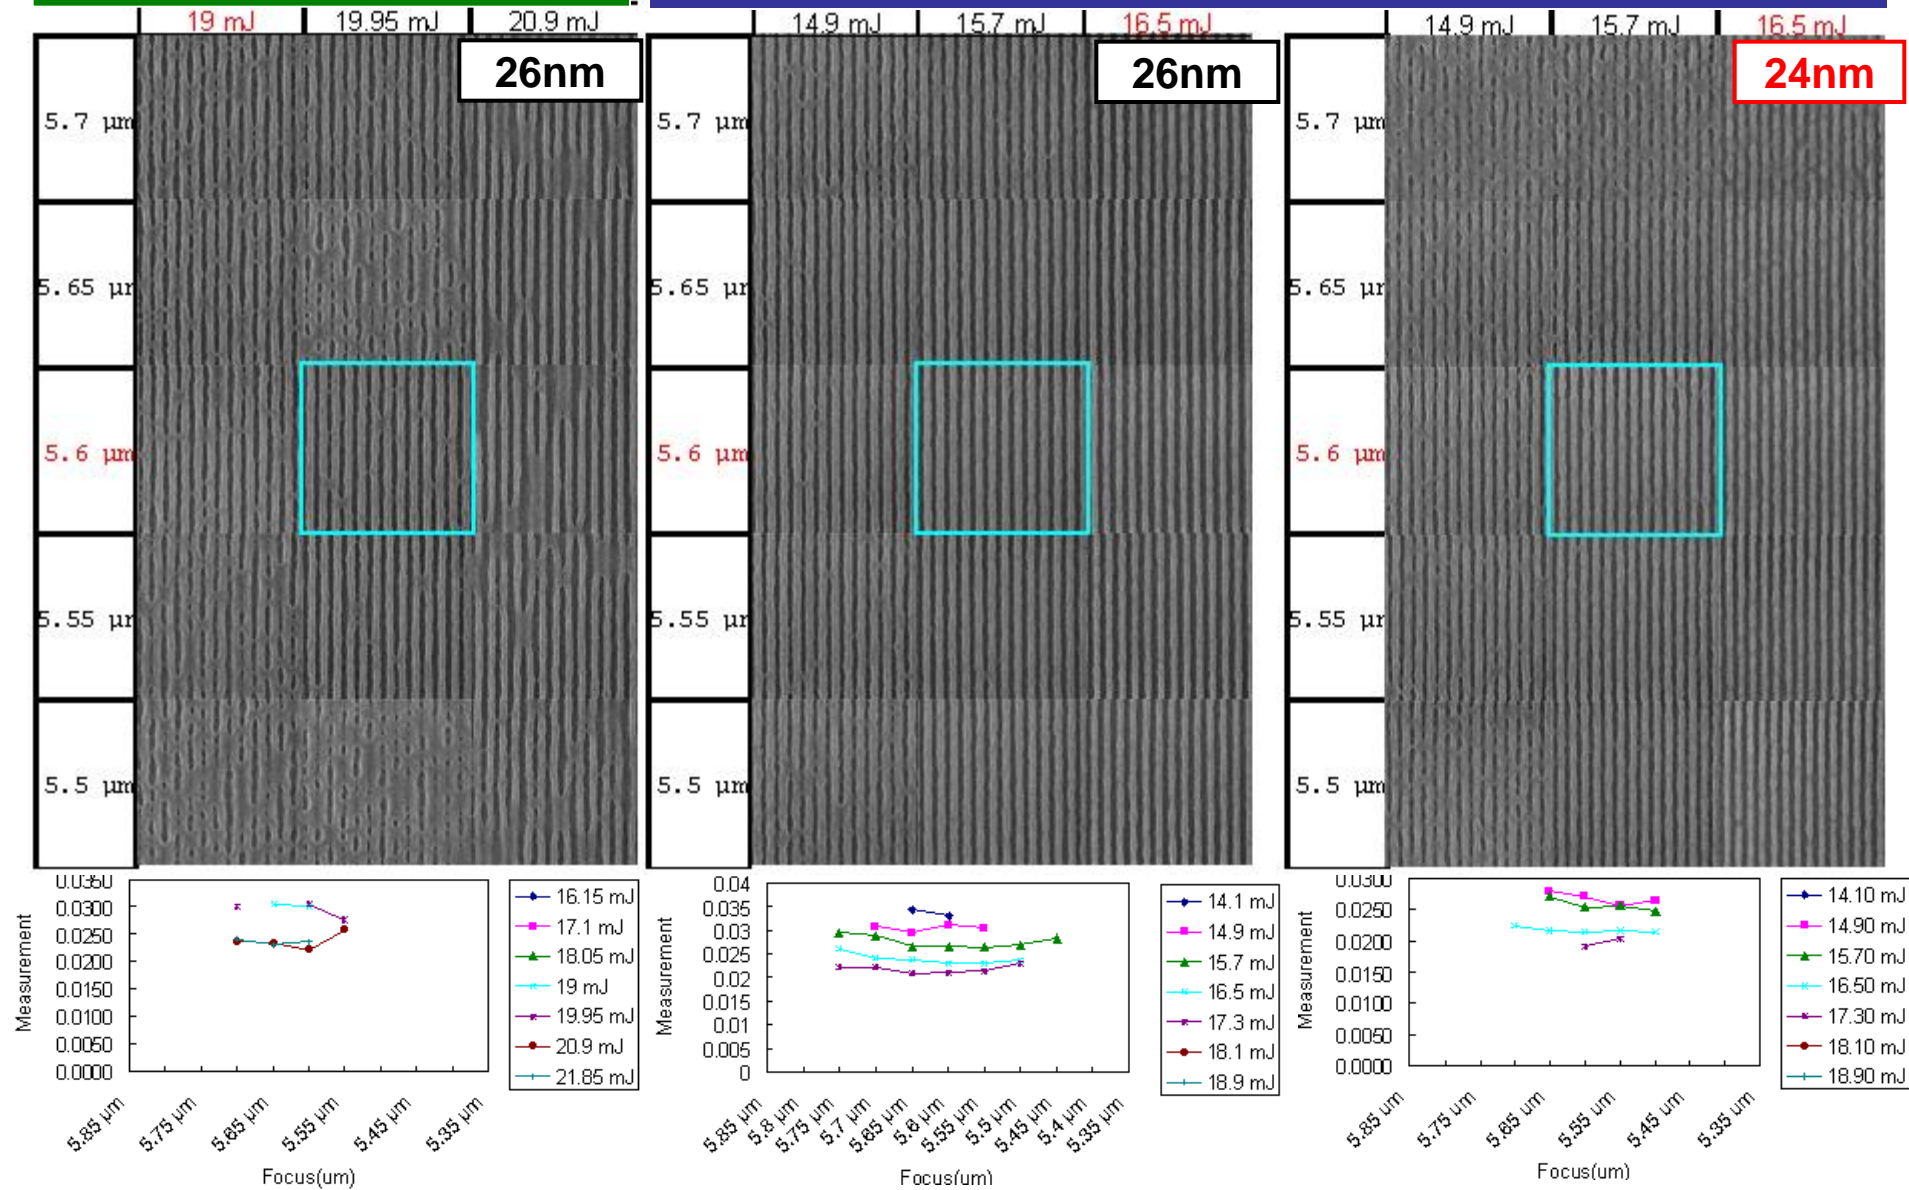 19 mJ 19.95 mJ 20.9 mJ
26nm
5.7 µm
5.65 µm
5.6 µm
5.55 µm
5.5 µm
14.9 mJ 15.7 mJ 16.5 mJ
26nm
5.7 µm
5.65 µm
5.6 µm
5.55 µm
5.5 µm
14.9 mJ 15.7 mJ 16.5 mJ
24nm
5.7 µm
5.65 µm
5.6 µm
5.55 µm
5.5 µm
Measurement
0.0350
0.0300
0.0250
0.0200
0.0150
0.0100
0.0050
0.0000
5.85 µm 5.75 µm 5.65 µm 5.55 µm 5.45 µm 5.35 µm
Focus(um)
16.15 mJ
17.1 mJ
18.05 mJ
19 mJ
19.95 mJ
20.9 mJ
21.85 mJ
Measurement
0.04
0.035
0.03
0.025
0.02
0.015
0.01
0.005
0
5.85 µm 5.8 µm 5.75 µm 5.7 µm 5.65 µm 5.6 µm 5.55 µm 5.5 µm 5.45 µm 5.4 µm 5.35 µm
Focus(um)
14.1 mJ
14.9 mJ
15.7 mJ
16.5 mJ
17.3 mJ
18.1 mJ
18.9 mJ
Measurement
0.0300
0.0250
0.0200
0.0150
0.0100
0.0050
0.0000
5.85 um 5.75 um 5.65 um 5.55 um 5.45 um 5.35 um
Focus(um)
14.10 mJ
14.90 mJ
15.70 mJ
16.50 mJ
17.30 mJ
18.10 mJ
18.90 mJ